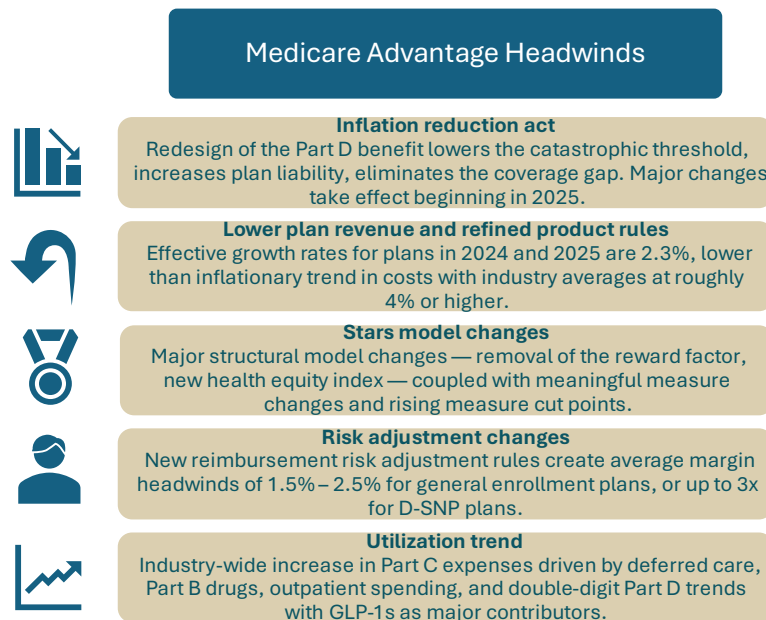 Medicare Advantage Headwinds
Inflation reduction act
Redesign of the Part D benefit lowers the catastrophic threshold,
increases plan liability, eliminates the coverage gap. Major changes
take effect beginning in 2025.
Lower plan revenue and refined product rules
Effective growth rates for plans in 2024 and 2025 are 2.3%, lower
than inflationary trend in costs with industry averages at roughly
4% or higher.
Stars model changes
Major structural model changes — removal of the reward factor,
new health equity index — coupled with meaningful measure
changes and rising measure cut points.
Risk adjustment changes
New reimbursement risk adjustment rules create average margin
headwinds of 1.5% – 2.5% for general enrollment plans, or up to 3x
for D-SNP plans.
Utilization trend
Industry-wide increase in Part C expenses driven by deferred care,
Part B drugs, outpatient spending, and double-digit Part D trends
with GLP-1s as major contributors.